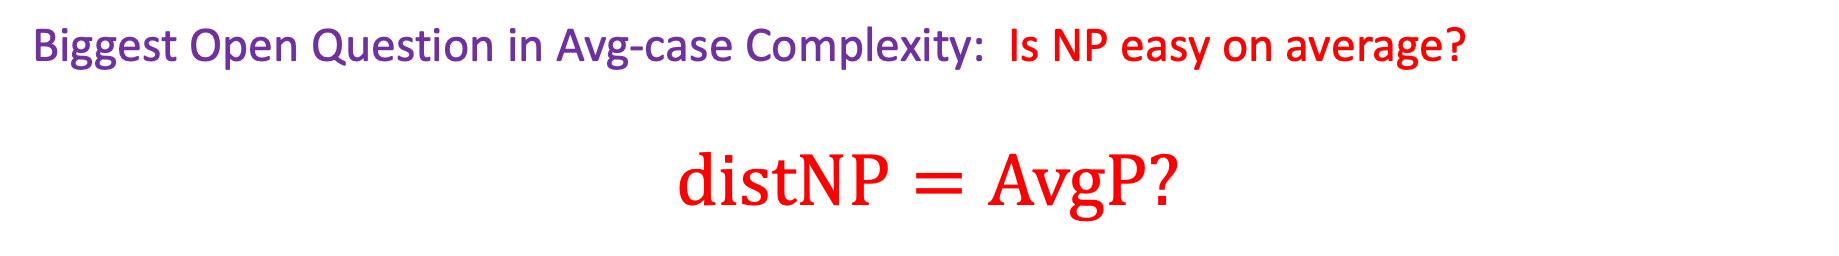 Biggest Open Question in Avg-case Complexity: Is NP easy on average?
distNP = AvgP?